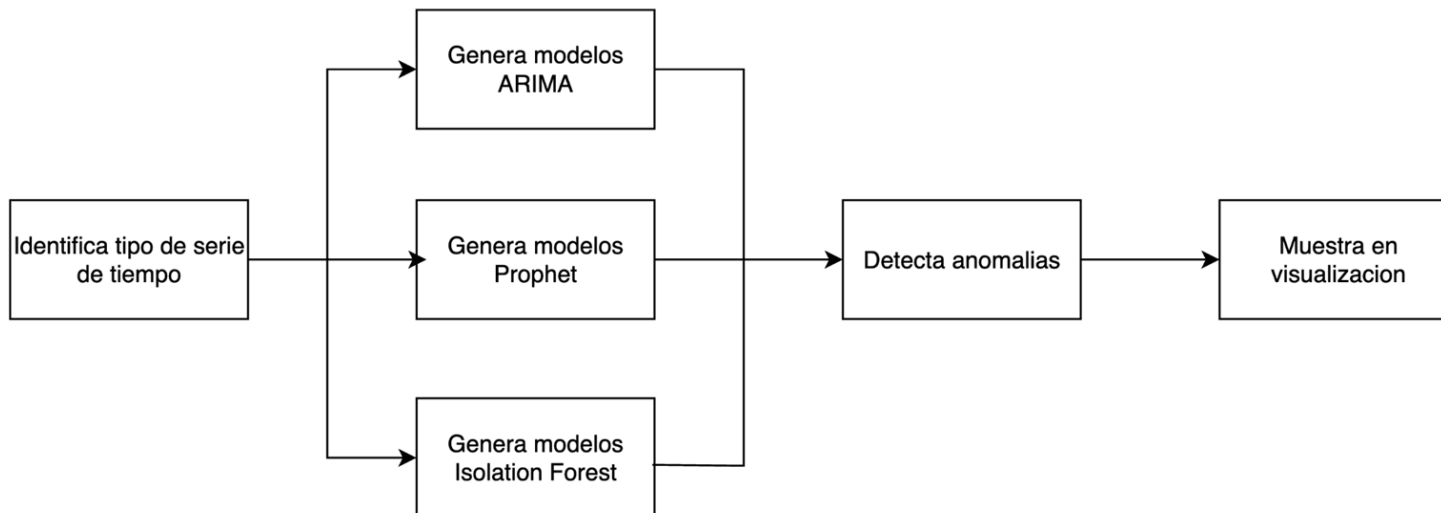 Genera modelos
ARIMA
Identifica tipo de serie
de tiempo
Genera modelos
Prophet
Detecta anomalias
Muestra en
visualizacion
Genera modelos
Isolation Forest